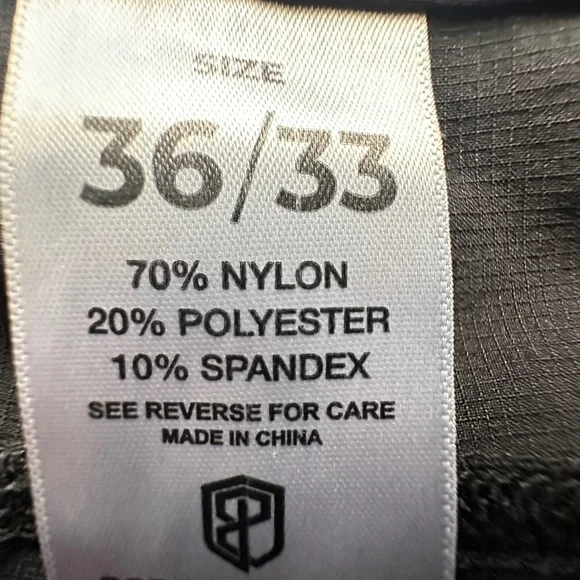 SIZE
36/33
70% NYLON
20% POLYESTER
10% SPANDEX
SEE REVERSE FOR CARE
MADE IN CHINA